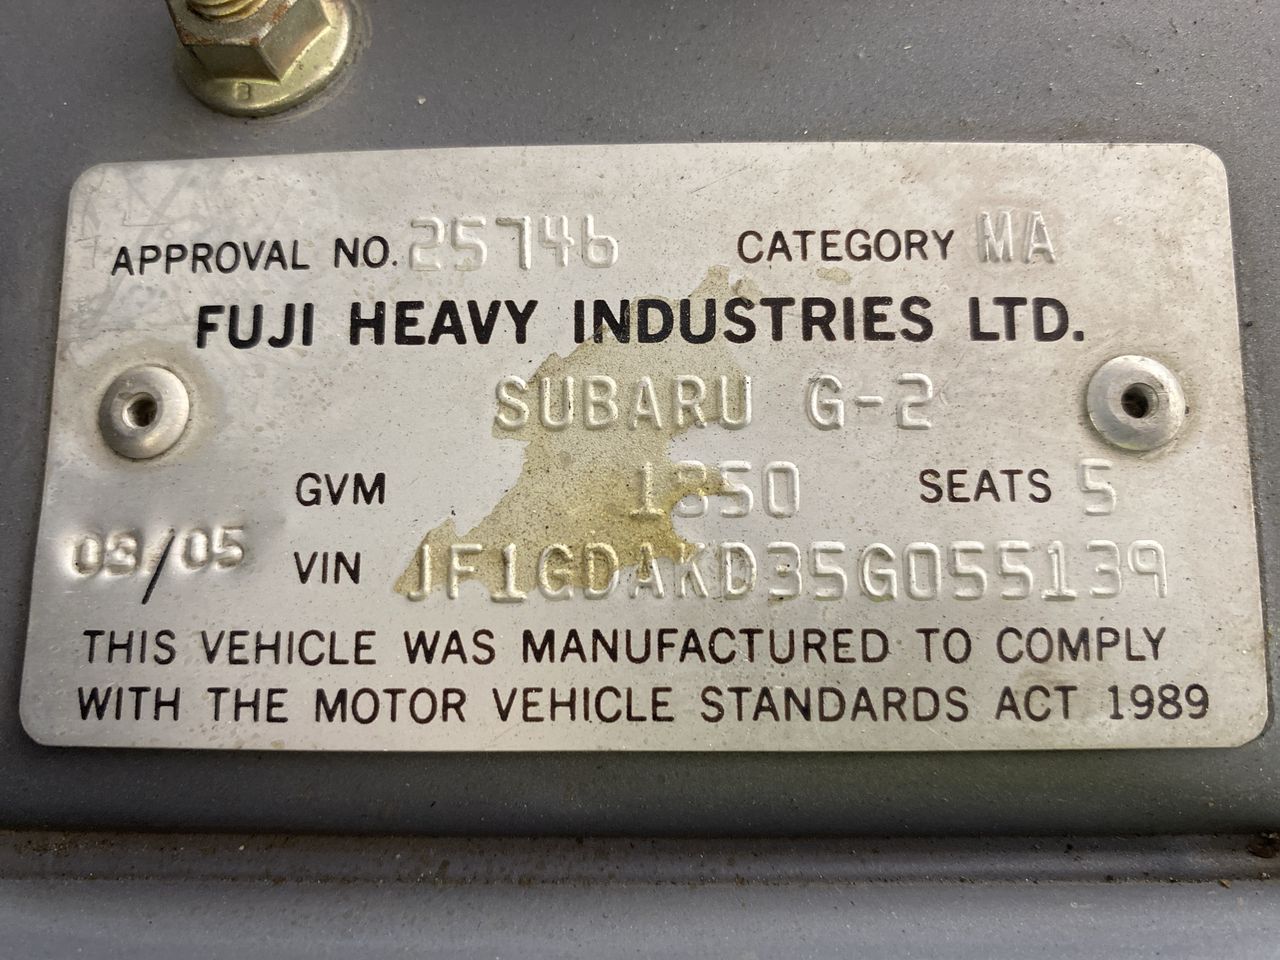 APPROVAL NO. 25746 CATEGORY MA
FUJI HEAVY INDUSTRIES LTD.
SUBARU G-2
GVM 1850 SEATS 5
03/05 VIN JF1GDAKD35G055139
THIS VEHICLE WAS MANUFACTURED TO COMPLY
WITH THE MOTOR VEHICLE STANDARDS ACT 1989